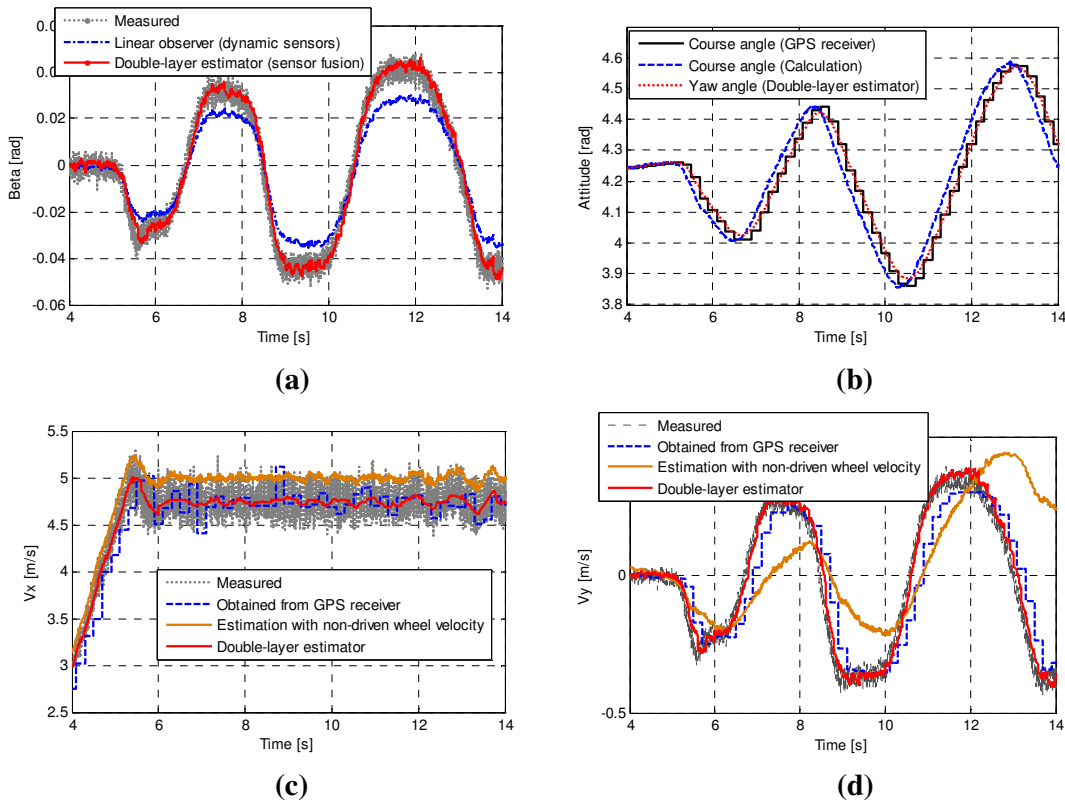 Measured
Linear observer (dynamic sensors)
Double-layer estimator (sensor fusion)
0.02
0
-0.02
-0.04
-0.06
4
6
8
10
12
14
Beta [rad]
Time [s]
(a)
Course angle (GPS receiver)
Course angle (Calculation)
Yaw angle (Double-layer estimator)
4.6
4.5
4.4
4.3
4.2
4.1
4
3.9
3.8
4
6
8
10
12
14
Attitude [rad]
Time [s]
(b)
5.5
5
4.5
4
3.5
3
2.5
Measured
Obtained from GPS receiver
Estimation with non-driven wheel velocity
Double-layer estimator
4
6
8
10
12
14
Vx [m/s]
Time [s]
(c)
Measured
Obtained from GPS receiver
Estimation with non-driven wheel velocity
Double-layer estimator
0
-0.5
4
6
8
10
12
14
Vy [m/s]
Time [s]
(d)